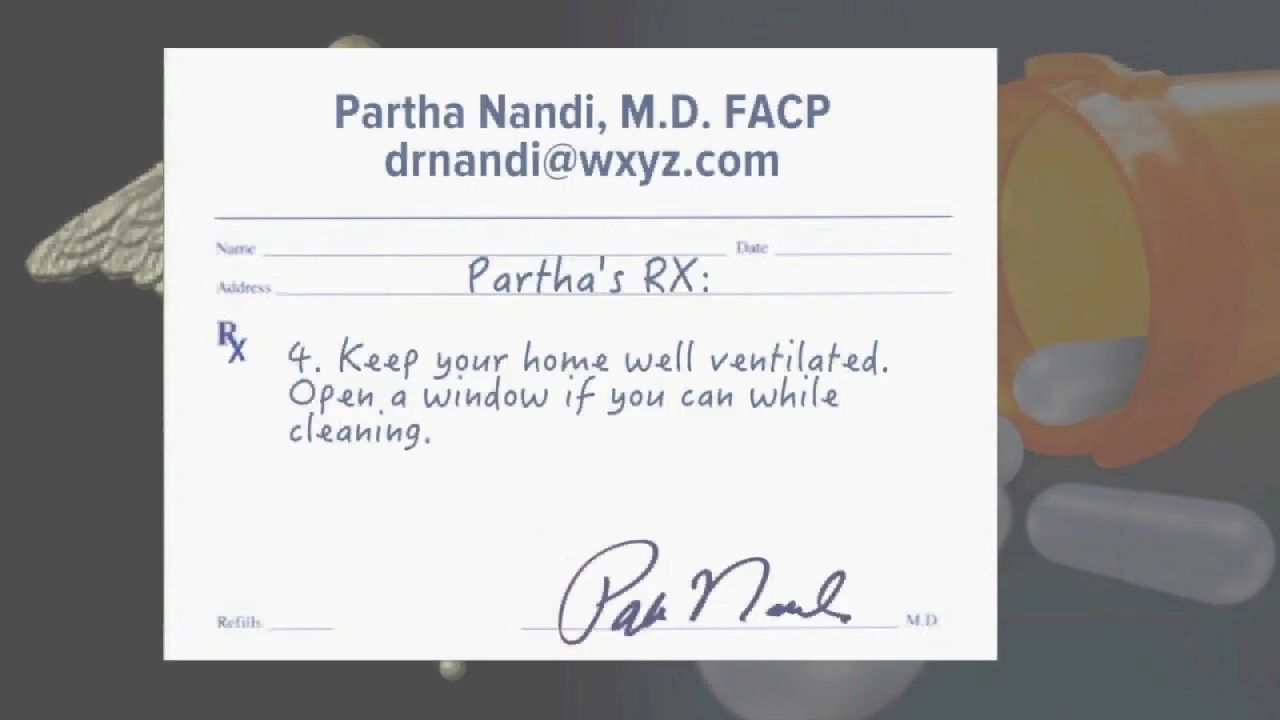 Partha Nandi, M.D. FACP
drnandi@wxyz.com
Name Date
Partha's RX:
Address
Rx
4. Keep your home well ventilated.
Open a window if you can while
cleaning.
Refills M.D.